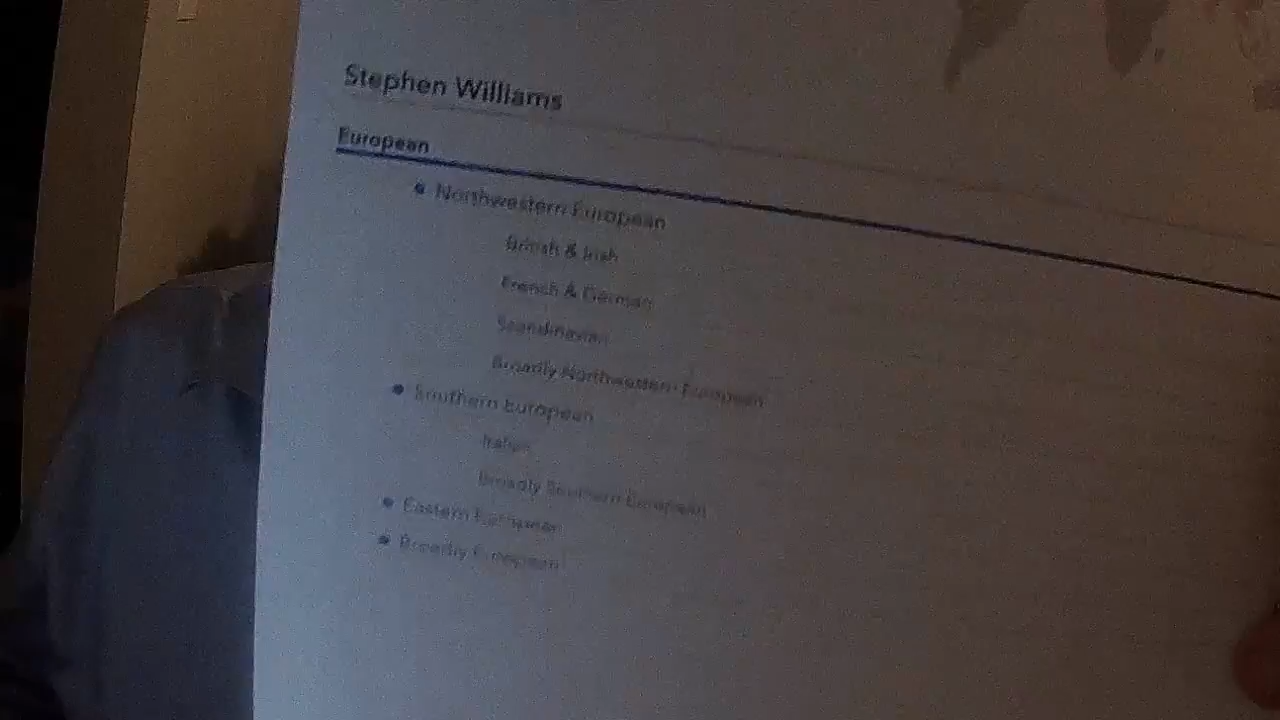 Stephen Williams
European
Northwestern European
British & Irish
French & German
Scandinavian
Broadly Northwestern European
Southern European
Italian
Broadly Southern European
Eastern European
Broadly European